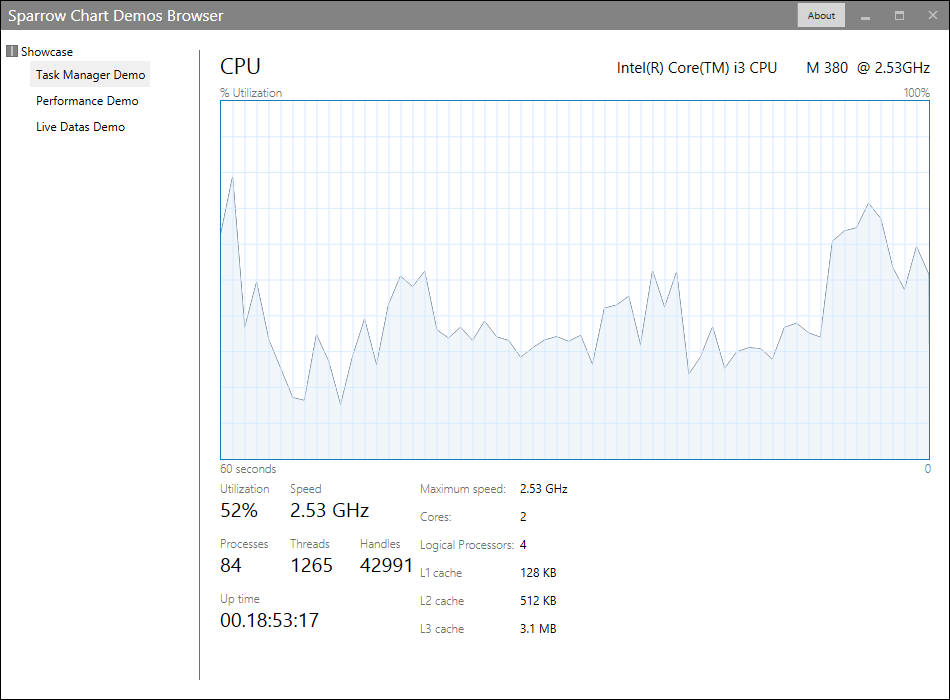 Sparrow Chart Demos Browser
About
Showcase
Task Manager Demo
Performance Demo
Live Datas Demo
CPU
Intel(R) Core(TM) i3 CPU M 380 @ 2.53GHz
% Utilization 100%
60 seconds 0
Utilization Speed
52% 2.53 GHz
Processes Threads Handles
84 1265 42991
Up time
00.18:53:17
Maximum speed: 2.53 GHz
Cores: 2
Logical Processors: 4
L1 cache 128 KB
L2 cache 512 KB
L3 cache 3.1 MB